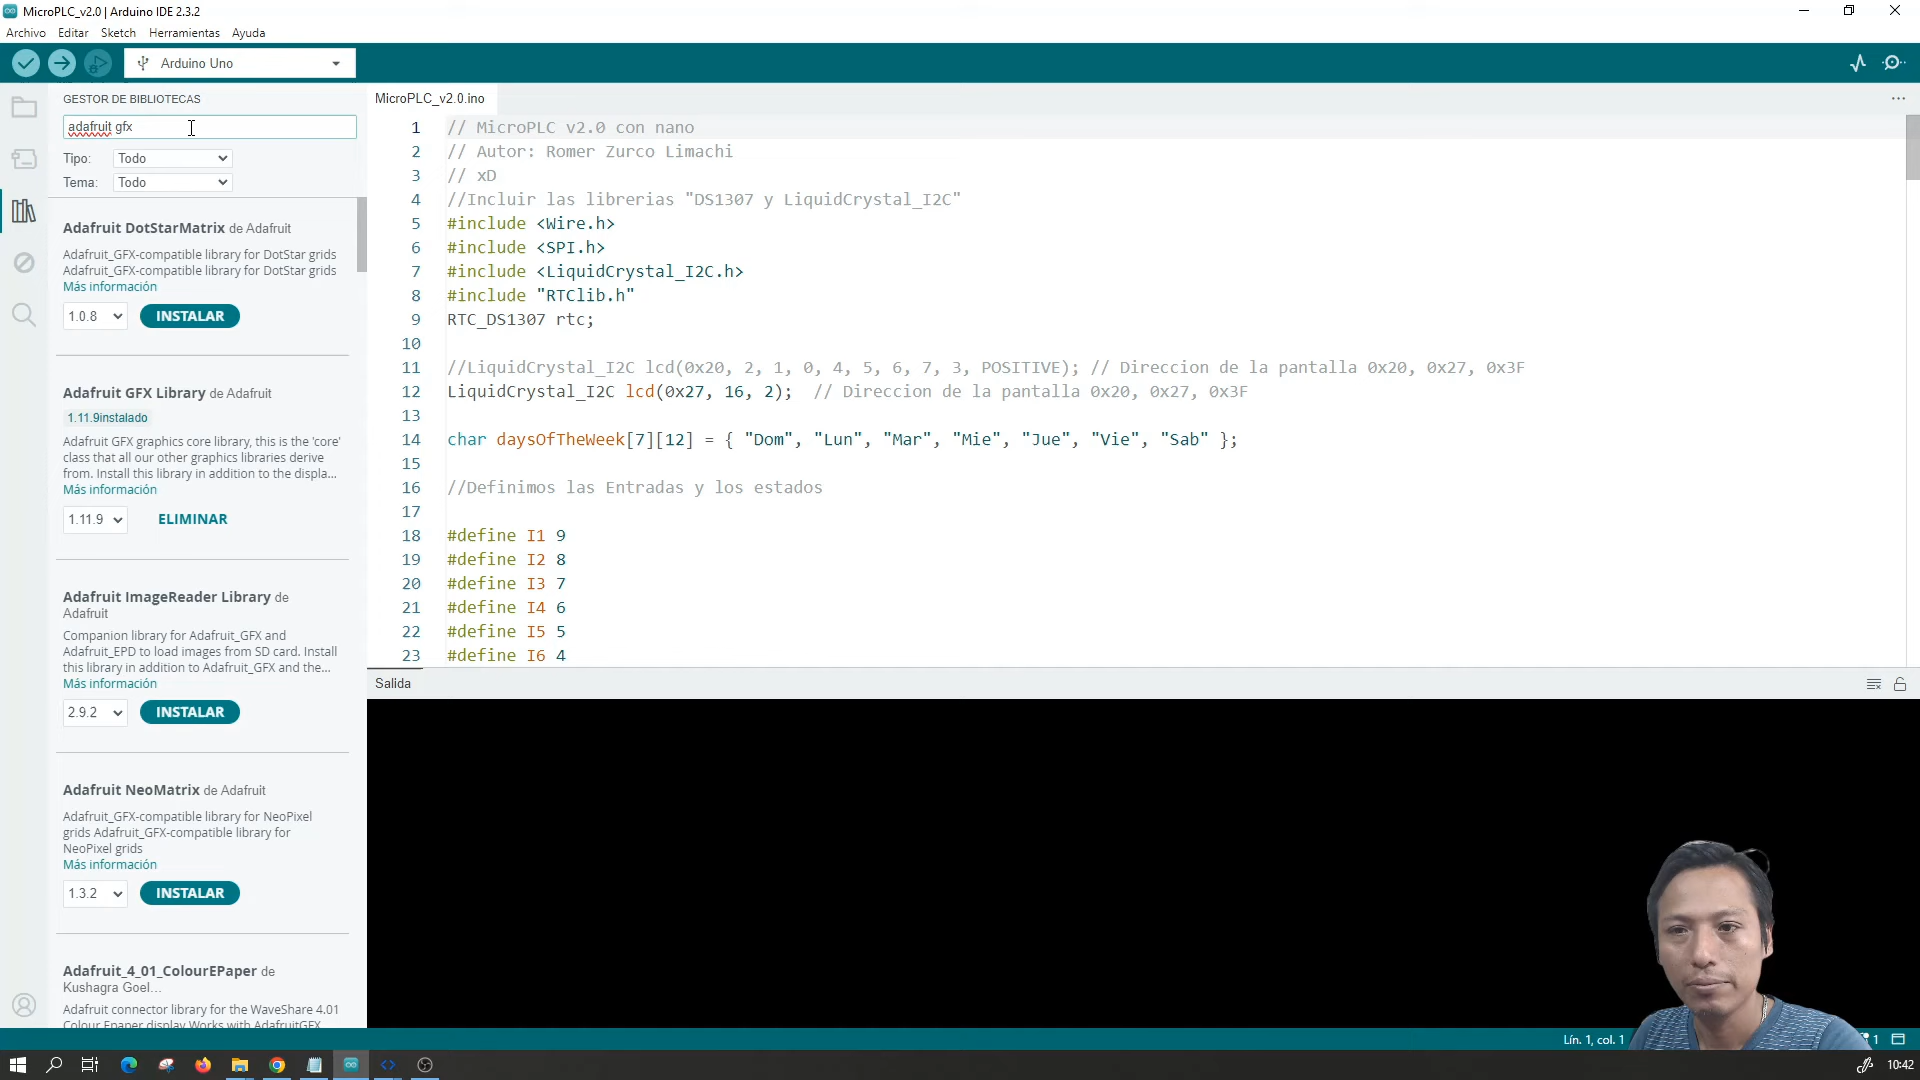 MicroPLC_v2.0 | Arduino IDE 2.3.2
Archivo Editar Sketch Herramientas Ayuda
Arduino Uno
GESTOR DE BIBLIOTECAS
adafruit gfx
Tipo: Todo
Tema: Todo
Adafruit DotStarMatrix de Adafruit
Adafruit_GFX-compatible library for DotStar grids
Adafruit_GFX-compatible library for DotStar grids
Más información
1.0.8 INSTALAR
Adafruit GFX Library de Adafruit
1.11.9instalado
Adafruit GFX graphics core library, this is the 'core'
class that all our other graphics libraries derive
from. Install this library in addition to the displa...
Más información
1.11.9 ELIMINAR
Adafruit ImageReader Library de
Adafruit
Companion library for Adafruit_GFX and
Adafruit_EPD to load images from SD card. Install
this library in addition to Adafruit_GFX and the...
Más información
2.9.2 INSTALAR
Adafruit NeoMatrix de Adafruit
Adafruit_GFX-compatible library for NeoPixel
grids Adafruit_GFX-compatible library for
NeoPixel grids
Más información
1.3.2 INSTALAR
Adafruit_4_01_ColourEPaper de
Kushagra Goel...
Adafruit connector library for the WaveShare 4.01
Colour Epaper display Works with AdafruitGFX
MicroPLC_v2.0.ino
1 // MicroPLC v2.0 con nano
2 // Autor: Romer Zurco Limachi
3 // xD
4 //Incluir las librerias "DS1307 y LiquidCrystal_I2C"
5 #include <Wire.h>
6 #include <SPI.h>
7 #include <LiquidCrystal_I2C.h>
8 #include "RTClib.h"
9 RTC_DS1307 rtc;
10
11 //LiquidCrystal_I2C lcd(0x20, 2, 1, 0, 4, 5, 6, 7, 3, POSITIVE); // Direccion de la pantalla 0x20, 0x27, 0x3F
12 LiquidCrystal_I2C lcd(0x27, 16, 2);  // Direccion de la pantalla 0x20, 0x27, 0x3F
13
14 char daysOfTheWeek[7][12] = { "Dom", "Lun", "Mar", "Mie", "Jue", "Vie", "Sab" };
15
16 //Definimos las Entradas y los estados
17
18 #define I1 9
19 #define I2 8
20 #define I3 7
21 #define I4 6
22 #define I5 5
23 #define I6 4
Salida
Lín. 1, col. 1
1
10:42